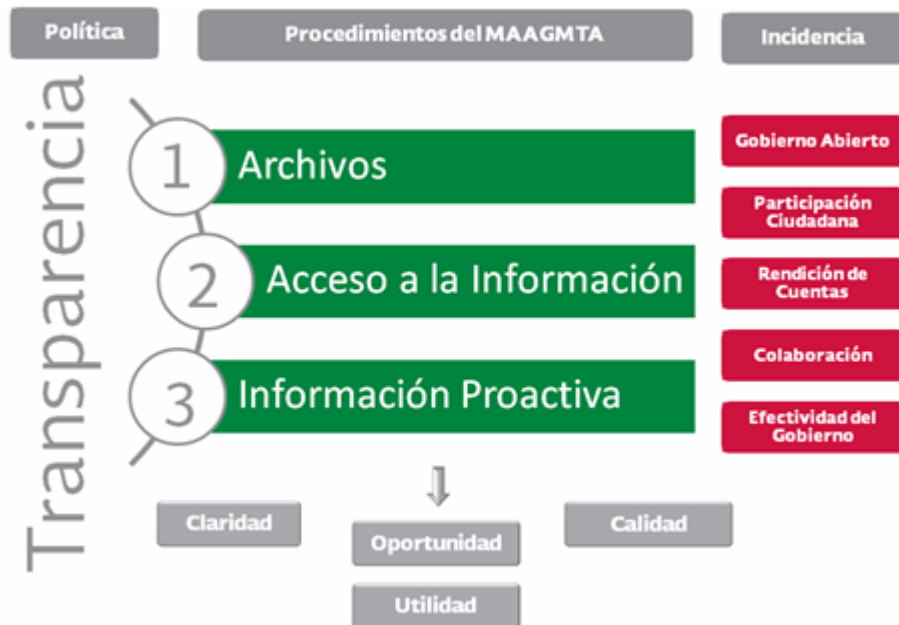 Política
Procedimientos del MAAGMTA
Incidencia
Transparencia
1
Archivos
2
Acceso a la Información
3
Información Proactiva
Gobierno Abierto
Participación
Ciudadana
Rendición de
Cuentas
Colaboración
Efectividad del
Gobierno
Claridad
Oportunidad
Calidad
Utilidad